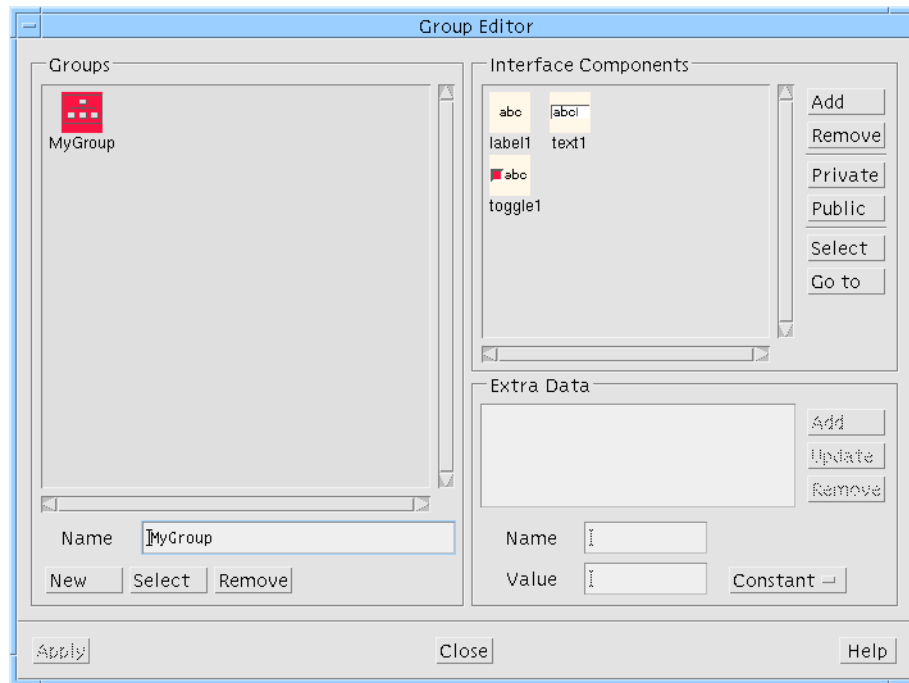 Group Editor
Groups
MyGroup
Name
MyGroup
New Select Remove
Interface Components
abc abc
label1 text1
abc
toggle1
Add
Remove
Private
Public
Select
Go to
Extra Data
Add
Update
Remove
Name
Value Constant
Apply Close Help